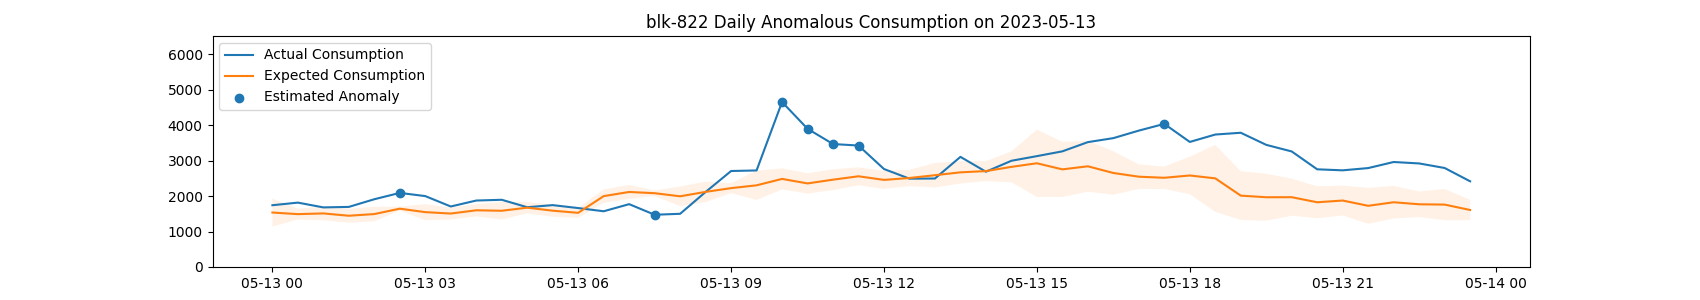 blk-822 Daily Anomalous Consumption on 2023-05-13
6000
5000
4000
3000
2000
1000
0
Actual Consumption
Expected Consumption
Estimated Anomaly
05-13 00 05-13 03 05-13 06 05-13 09 05-13 12 05-13 15 05-13 18 05-13 21 05-14 00